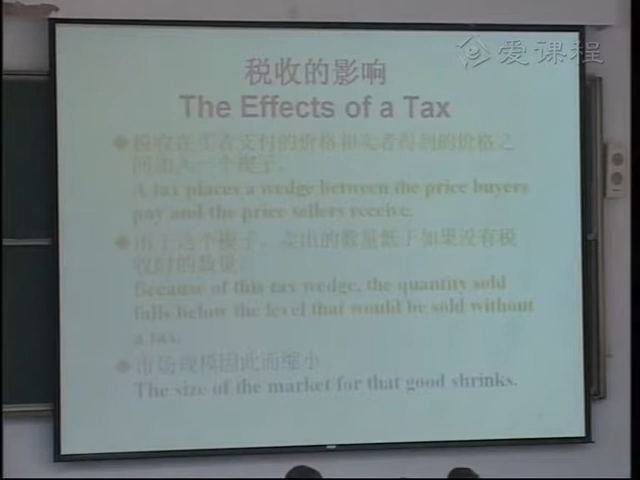 爱课程
税收的影响
The Effects of a Tax
税收在买者支付的价格和卖者得到的价格之
间加入一个楔子。
A tax places a wedge between the price buyers
pay and the price sellers receive.
由于这个楔子，卖出的数量低于如果没有税
收时的数量。
Because of this tax wedge, the quantity sold
falls below the level that would be sold without
a tax.
市场规模因此而缩小
The size of the market for that good shrinks.